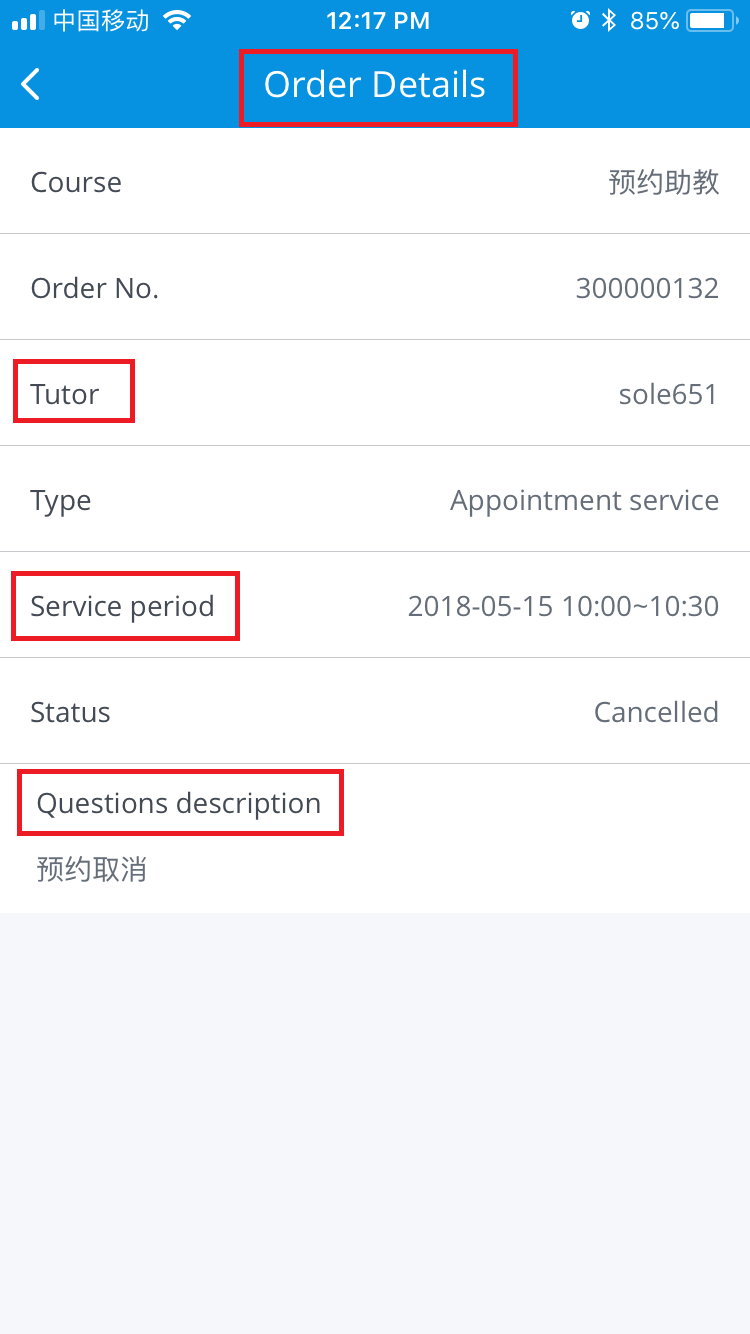 中国移动 12:17 PM 85%
Order Details
Course 预约助教
Order No. 300000132
Tutor sole651
Type Appointment service
Service period 2018-05-15 10:00~10:30
Status Cancelled
Questions description
预约取消